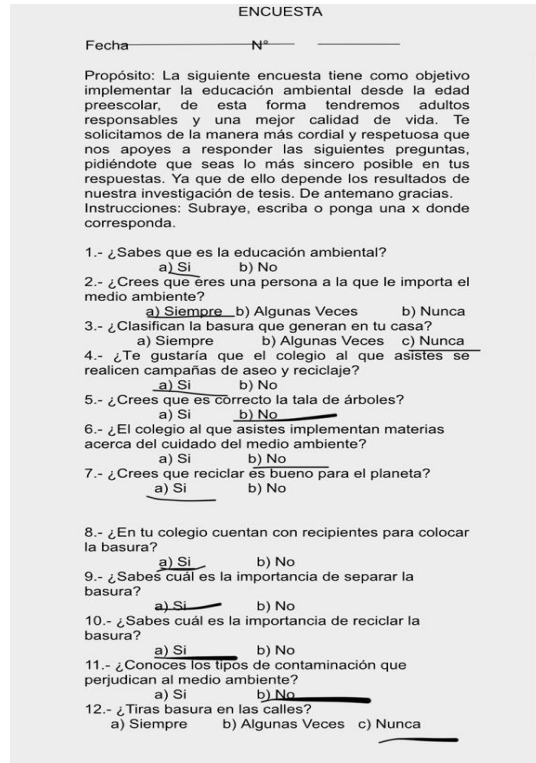 ENCUESTA
Fecha N°
Propósito: La siguiente encuesta tiene como objetivo
implementar la educación ambiental desde la edad
preescolar, de esta forma tendremos adultos
responsables y una mejor calidad de vida. Te
solicitamos de la manera más cordial y respetuosa que
nos apoyes a responder las siguientes preguntas,
pidiéndote que seas lo más sincero posible en tus
respuestas. Ya que de ello depende los resultados de
nuestra investigación de tesis. De antemano gracias.
Instrucciones: Subraye, escriba o ponga una x donde
corresponda.
1.- ¿Sabes que es la educación ambiental?
a) Si b) No
2.- ¿Crees que eres una persona a la que le importa el
medio ambiente?
a) Siempre b) Algunas Veces b) Nunca
3.- ¿Clasifican la basura que generan en tu casa?
a) Siempre b) Algunas Veces c) Nunca
4.- ¿Te gustaría que el colegio al que asistes se
realicen campañas de aseo y reciclaje?
a) Si b) No
5.- ¿Crees que es correcto la tala de árboles?
a) Si b) No
6.- ¿El colegio al que asistes implementan materias
acerca del cuidado del medio ambiente?
a) Si b) No
7.- ¿Crees que reciclar es bueno para el planeta?
a) Si b) No
8.- ¿En tu colegio cuentan con recipientes para colocar
la basura?
a) Si b) No
9.- ¿Sabes cuál es la importancia de separar la
basura?
a) Si b) No
10.- ¿Sabes cuál es la importancia de reciclar la
basura?
a) Si b) No
11.- ¿Conoces los tipos de contaminación que
perjudican al medio ambiente?
a) Si b) No
12.- ¿Tiras basura en las calles?
a) Siempre b) Algunas Veces c) Nunca